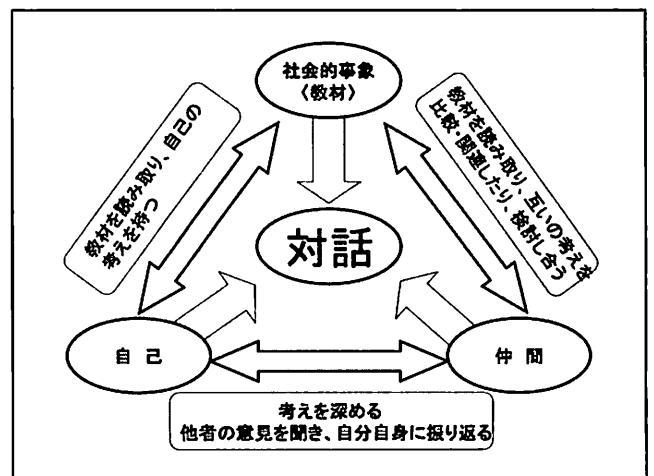 社会的事象
〈教材〉
教材を読み取り、自己の
考えを持つ
教材を読み取り、互いの考えを
比較・関連したり、検討し合う
対話
自 己
仲 間
考えを深める
他者の意見を聞き、自分自身に振り返る